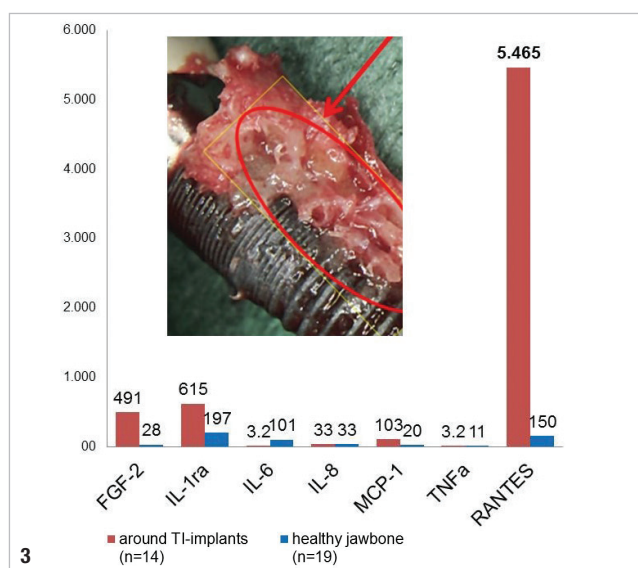 6.000
5.465
5.000
4.000
3.000
2.000
1.000
491
28
615
197
3.2
101
33
33
103
20
3.2
11
150
00
FGF-2
IL-1ra
IL-6
IL-8
MCP-1
TNFa
RANTES
around TI-implants
(n=14)
healthy jawbone
(n=19)
3